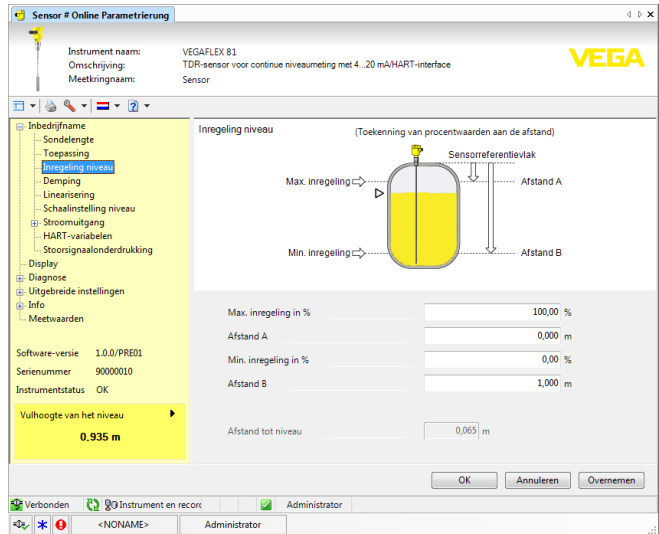 Sensor # Online Parametrierung
Instrument naam: VEGAFLEX 81
Omschrijving: TDR-sensor voor continue niveaumeting met 4...20 mA/HART-interface
Meetkringnaam: Sensor
VEGA
Inbedrijfname
Sondelengte
Toepassing
Inregeling niveau
Demping
Linearisering
Schaalinstelling niveau
Stroomuitgang
HART-variabelen
Stoorsignaalonderdrukking
Display
Diagnose
Uitgebreide instellingen
Info
Meetwaarden
Software-versie 1.0.0/PRE01
Serienummer 90000010
Instrumentstatus OK
Vulhoogte van het niveau
0,935 m
Inregeling niveau
(Toekenning van procentwaarden aan de afstand)
Sensorreferentievlak
Max. inregeling
Afstand A
Min. inregeling
Afstand B
Max. inregeling in % 100,00 %
Afstand A 0,000 m
Min. inregeling in % 0,00 %
Afstand B 1,000 m
Afstand tot niveau 0,065 m
OK Annuleren Overnemen
Verbonden Instrument en record Administrator
<NONAME> Administrator